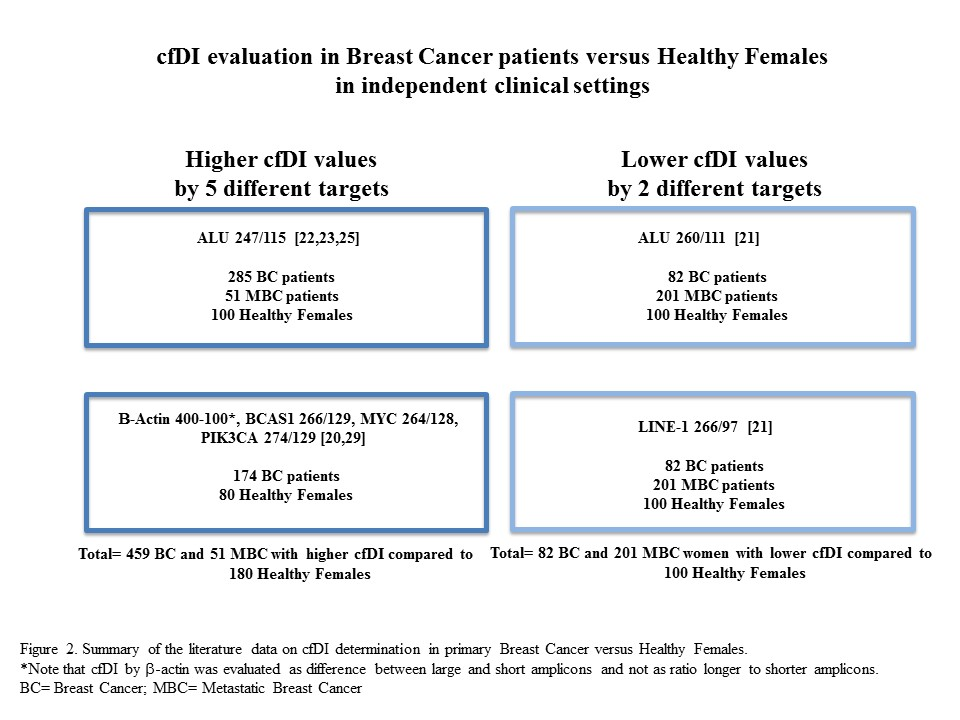 cfDI evaluation in Breast Cancer patients versus Healthy Females
in independent clinical settings
Higher cfDI values
by 5 different targets
ALU 247/115 [22,23,25]
285 BC patients
51 MBC patients
100 Healthy Females
B-Actin 400-100*, BCAS1 266/129, MYC 264/128,
PIK3CA 274/129 [20,29]
174 BC patients
80 Healthy Females
Total= 459 BC and 51 MBC with higher cfDI compared to
180 Healthy Females
Lower cfDI values
by 2 different targets
ALU 260/111 [21]
82 BC patients
201 MBC patients
100 Healthy Females
LINE-1 266/97 [21]
82 BC patients
201 MBC patients
100 Healthy Females
Total= 82 BC and 201 MBC women with lower cfDI compared to
100 Healthy Females
Figure 2. Summary of the literature data on cfDI determination in primary Breast Cancer versus Healthy Females.
*Note that cfDI by β-actin was evaluated as difference between large and short amplicons and not as ratio longer to shorter amplicons.
BC= Breast Cancer; MBC= Metastatic Breast Cancer